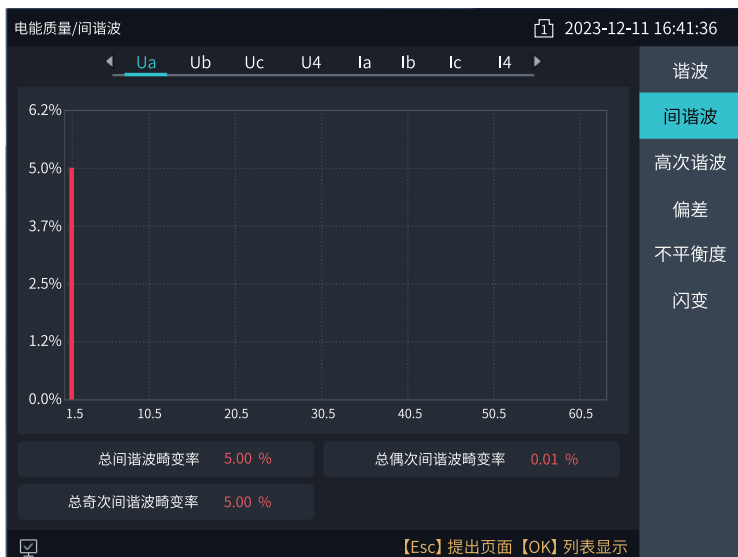 电能质量/间谐波
1 2023-12-11 16:41:36
Ua Ub Uc U4 Ia Ib Ic I4
谐波
间谐波
高次谐波
偏差
不平衡度
闪变
6.2%
5.0%
3.7%
2.5%
1.2%
0.0%
1.5 10.5 20.5 30.5 40.5 50.5 60.5
总间谐波畸变率 5.00 % 总偶次间谐波畸变率 0.01 %
总奇次间谐波畸变率 5.00 %
【Esc】提出页面【OK】列表显示